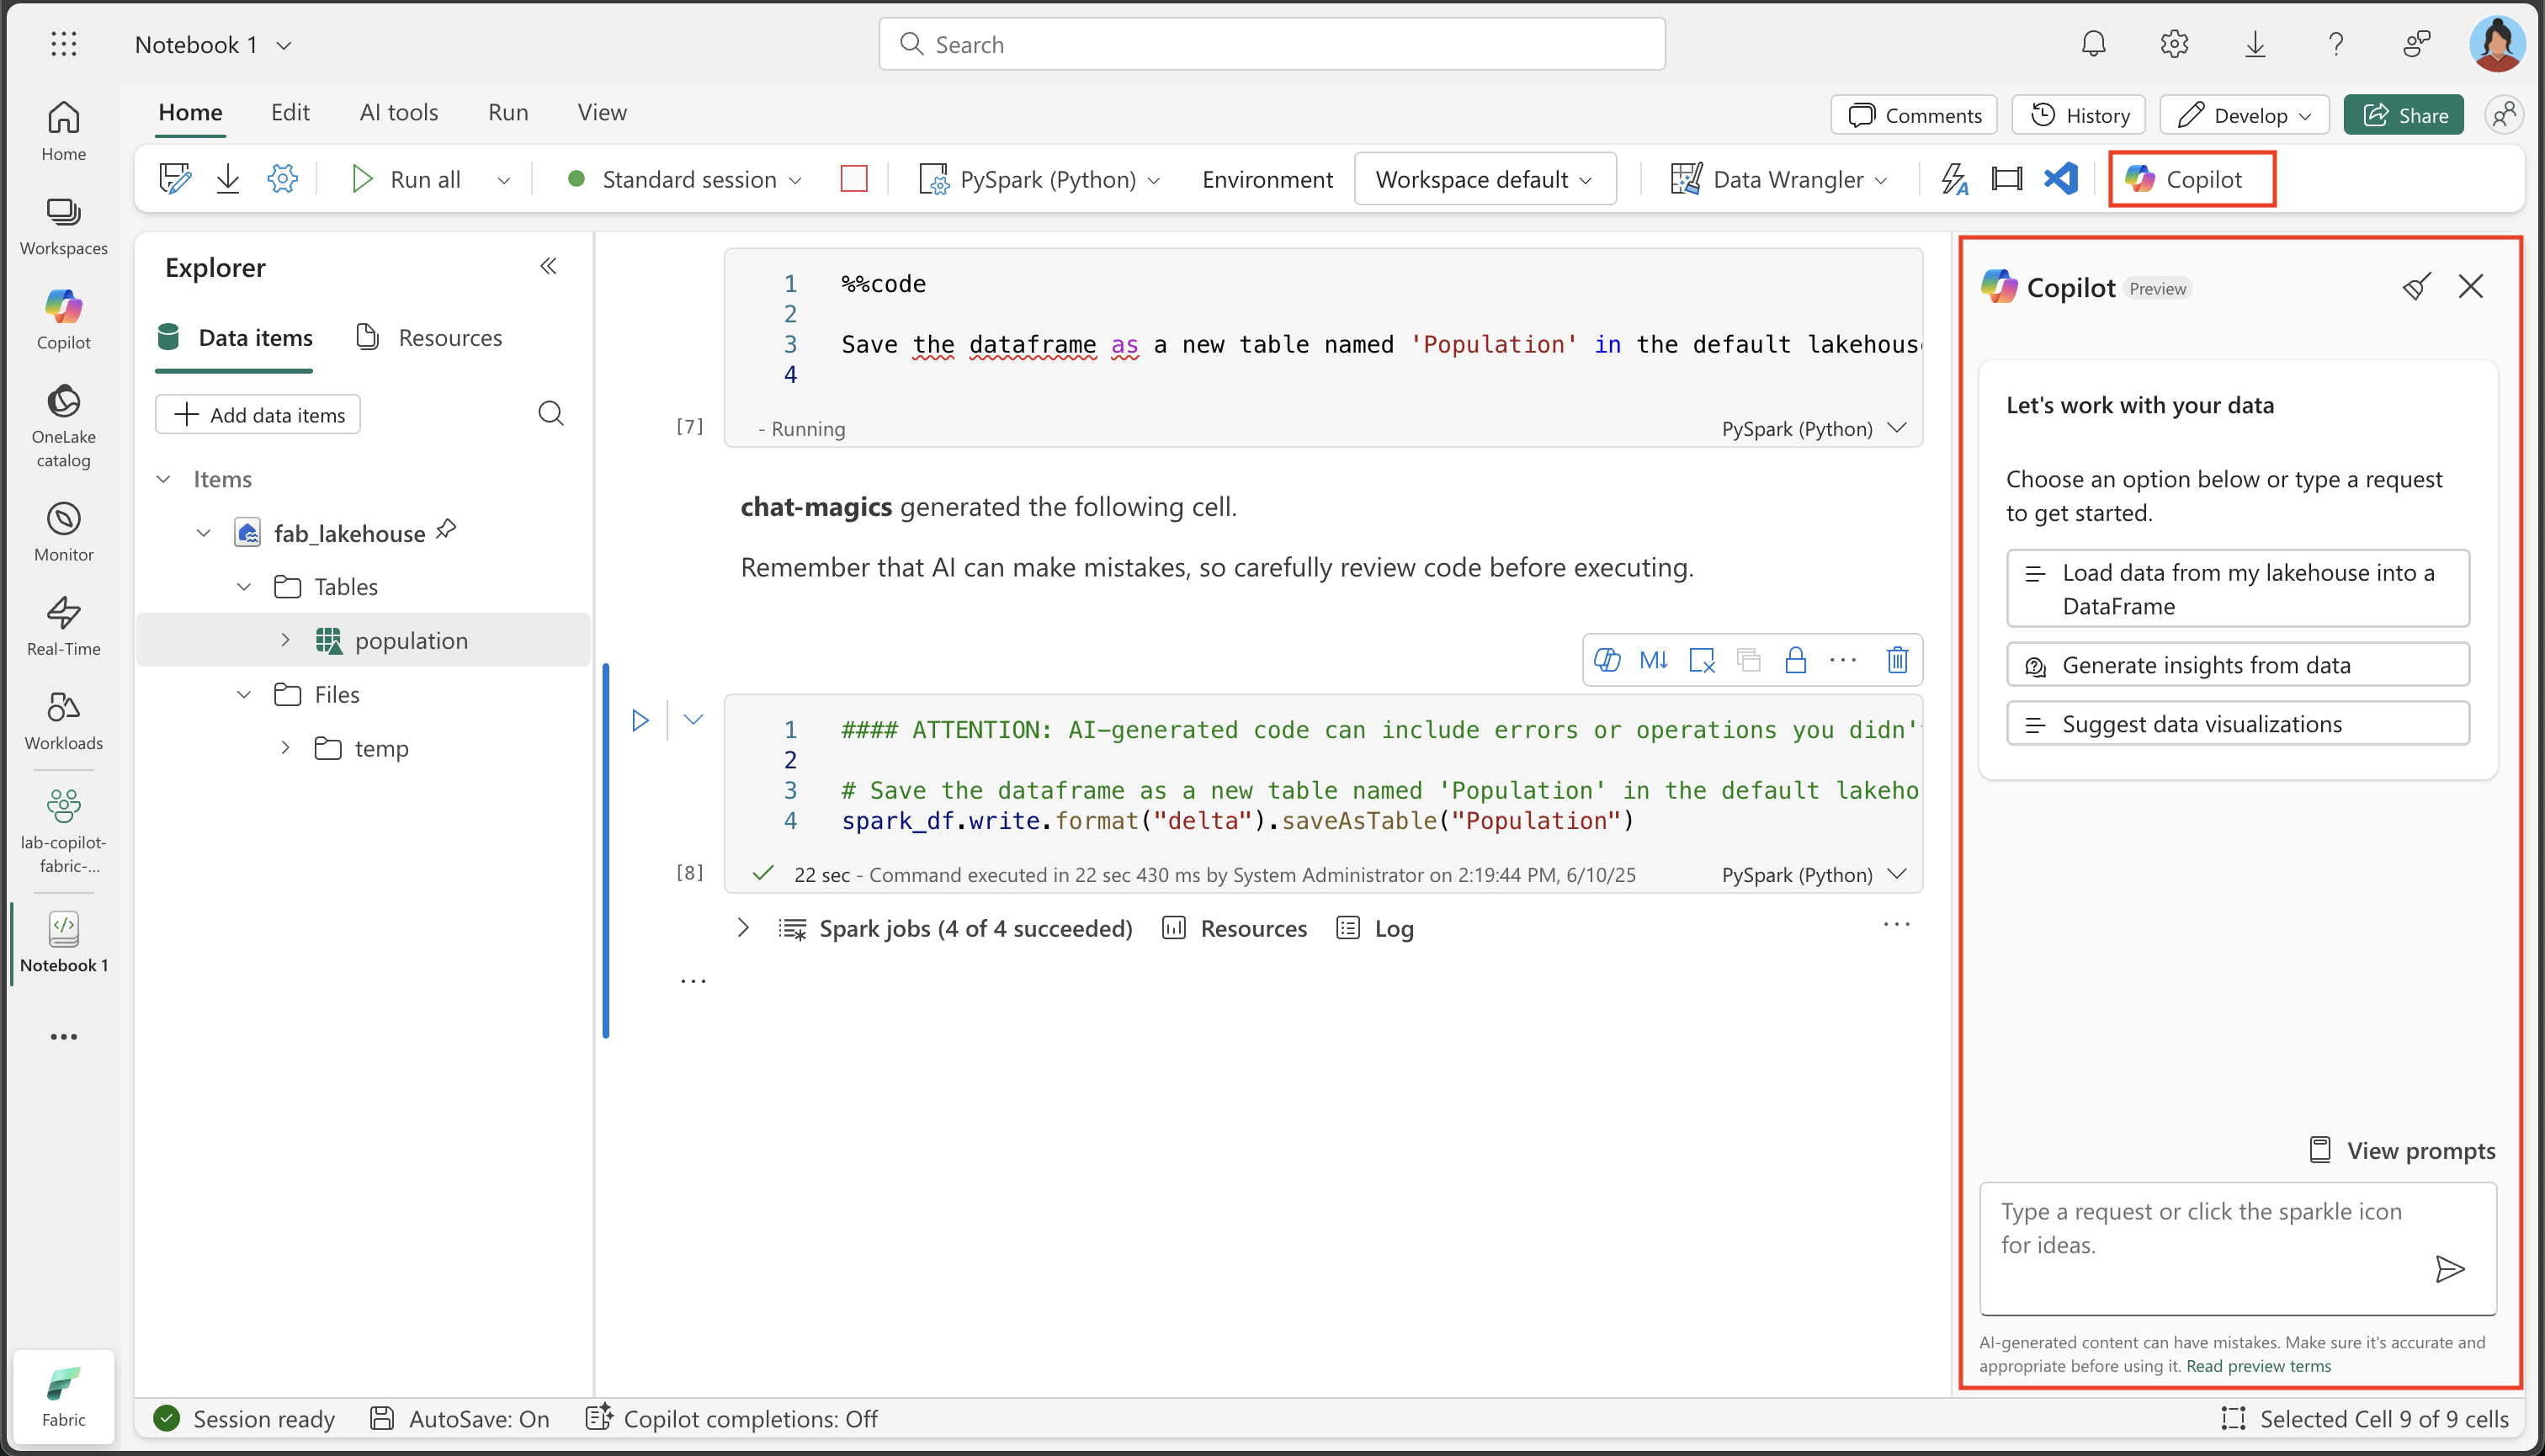 Notebook 1
Search
Home
Edit
AI tools
Run
View
Comments
History
Develop
Share
Run all
Standard session
PySpark (Python)
Environment
Workspace default
Data Wrangler
Copilot
Home
Workspaces
Copilot
OneLake
catalog
Monitor
Real-Time
Workloads
lab-copilot-
fabric-...
Notebook 1
Fabric
Explorer
Data items
Resources
Add data items
Items
fab_lakehouse
Tables
population
Files
temp
1 %%code
2
3 Save the dataframe as a new table named 'Population' in the default lakehous
4
[7]
- Running
PySpark (Python)
chat-magics generated the following cell.
Remember that AI can make mistakes, so carefully review code before executing.
M↓
1 #### ATTENTION: AI-generated code can include errors or operations you didn'
2
3 # Save the dataframe as a new table named 'Population' in the default lakeho
4 spark_df.write.format("delta").saveAsTable("Population")
[8]
22 sec - Command executed in 22 sec 430 ms by System Administrator on 2:19:44 PM, 6/10/25
PySpark (Python)
Spark jobs (4 of 4 succeeded)
Resources
Log
...
...
Copilot
Preview
Let's work with your data
Choose an option below or type a request
to get started.
Load data from my lakehouse into a
DataFrame
Generate insights from data
Suggest data visualizations
View prompts
Type a request or click the sparkle icon
for ideas.
AI-generated content can have mistakes. Make sure it's accurate and
appropriate before using it. Read preview terms
Session ready
AutoSave: On
Copilot completions: Off
Selected Cell 9 of 9 cells